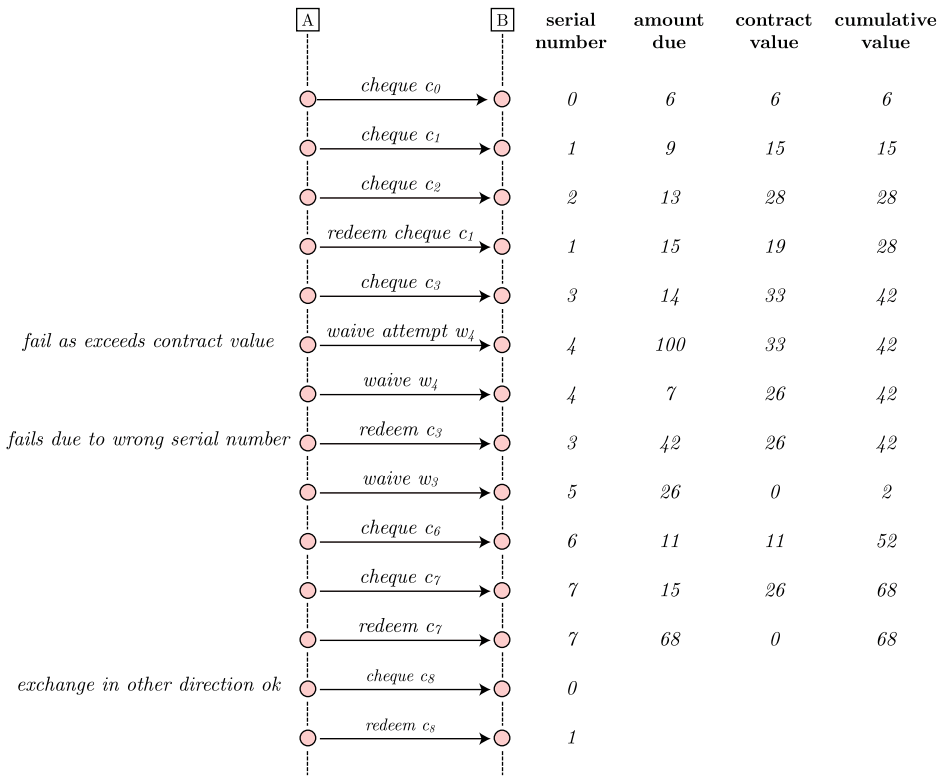 A B serial number amount due contract value cumulative value
cheque c0 0 6 6 6
cheque c1 1 9 15 15
cheque c2 2 13 28 28
redeem cheque c1 1 15 19 28
cheque c3 3 14 33 42
fail as exceeds contract value waive attempt w4 4 100 33 42
waive w4 4 7 26 42
fails due to wrong serial number redeem c3 3 42 26 42
waive w3 5 26 0 2
cheque c6 6 11 11 52
cheque c7 7 15 26 68
redeem c7 7 68 0 68
exchange in other direction ok cheque c8 0
redeem c8 1